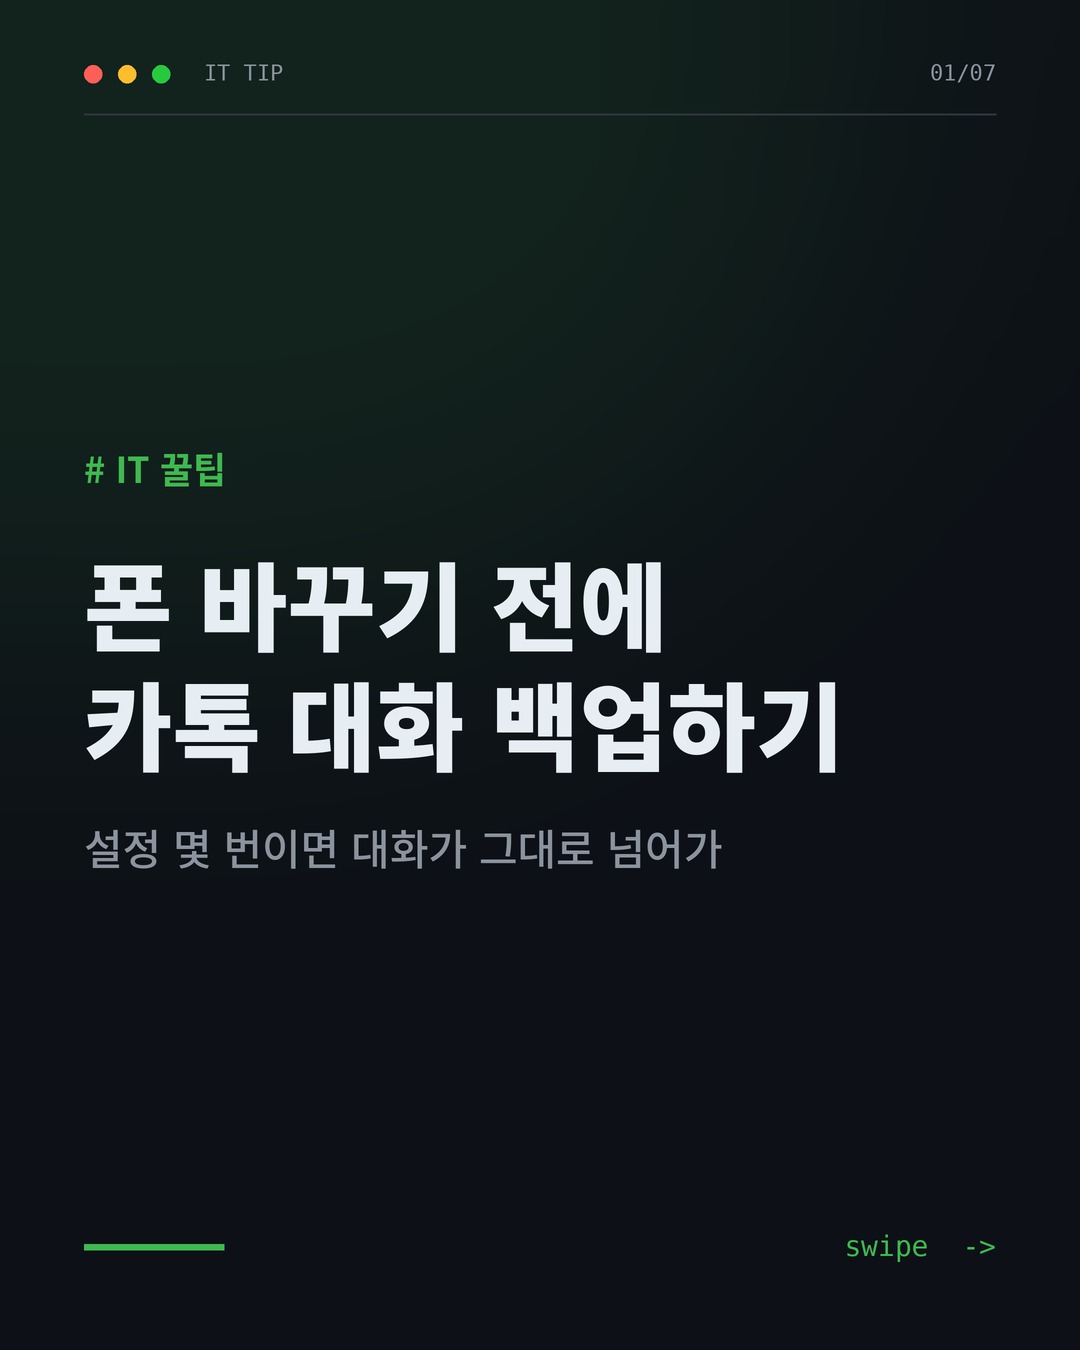 IT TIP
01/07
# IT 꿀팁
폰 바꾸기 전에
카톡 대화 백업하기
설정 몇 번이면 대화가 그대로 넘어가
swipe ->